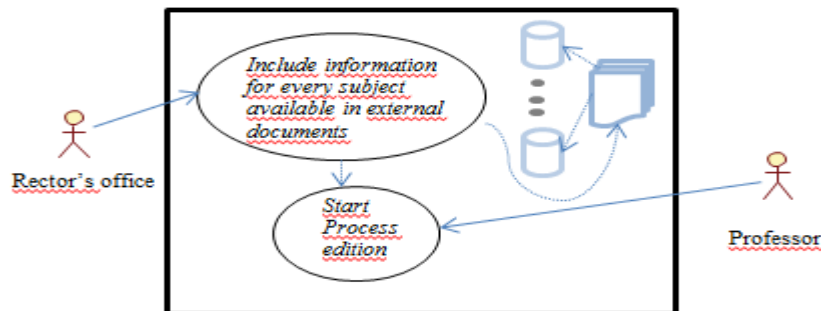 Include information
for every subject
available in external
documents
Rector's office
Start
Process
edition
Professor